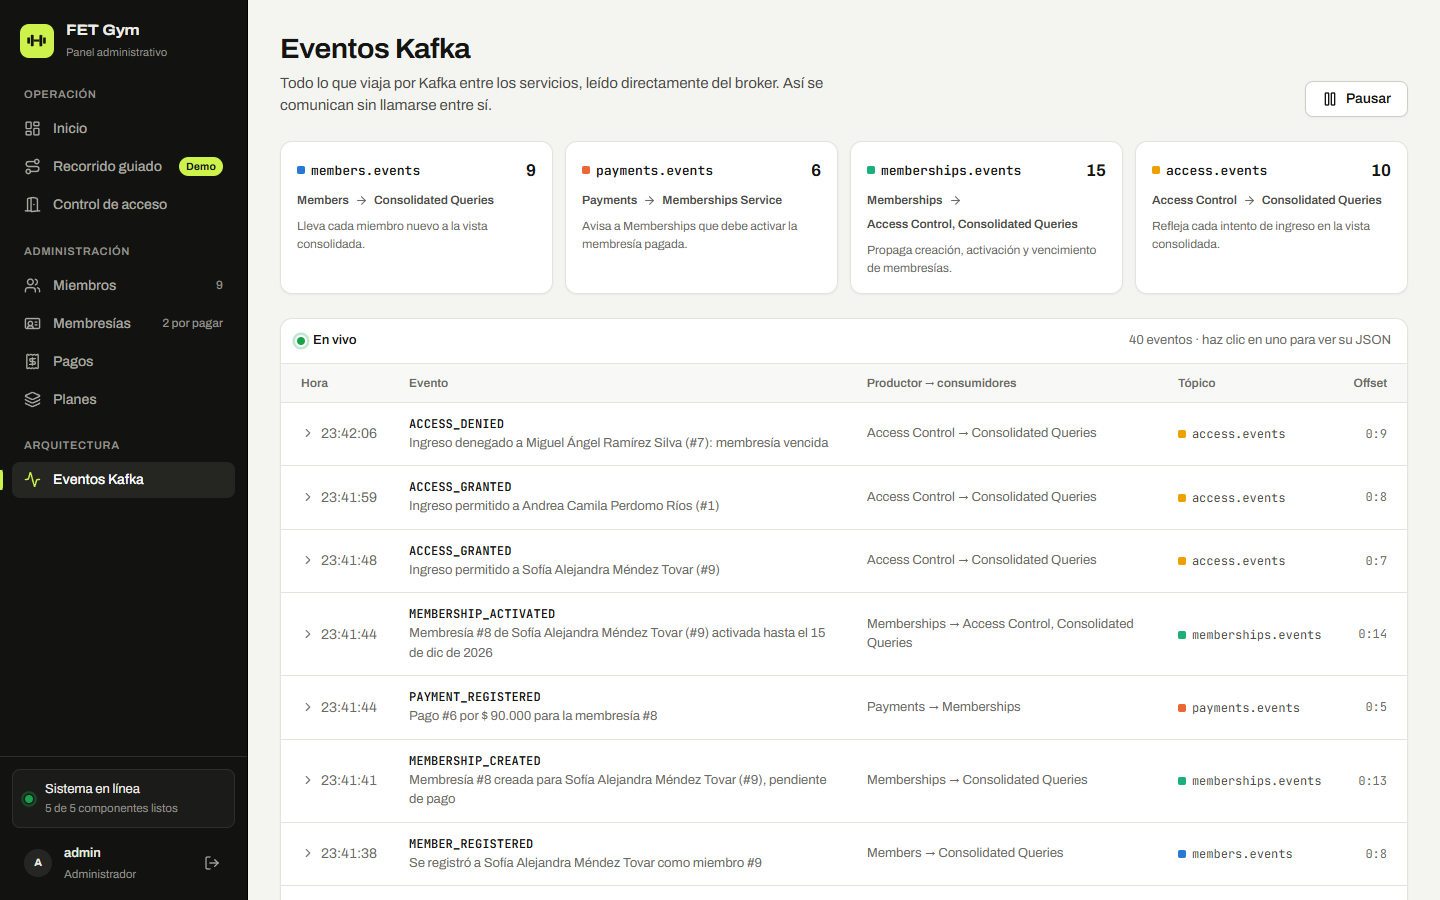 FET Gym
Panel administrativo
OPERACIÓN
Inicio
Recorrido guiado Demo
Control de acceso
ADMINISTRACIÓN
Miembros 9
Membresías 2 por pagar
Pagos
Planes
ARQUITECTURA
Eventos Kafka
Sistema en línea
5 de 5 componentes listos
A
admin
Administrador
Eventos Kafka
Todo lo que viaja por Kafka entre los servicios, leído directamente del broker. Así se
comunican sin llamarse entre sí.
Pausar
members.events 9
Members → Consolidated Queries
Lleva cada miembro nuevo a la vista
consolidada.
payments.events 6
Payments → Memberships Service
Avisa a Memberships que debe activar la
membresía pagada.
memberships.events 15
Memberships →
Access Control, Consolidated Queries
Propaga creación, activación y vencimiento
de membresías.
access.events 10
Access Control → Consolidated Queries
Refleja cada intento de ingreso en la vista
consolidada.
En vivo
40 eventos · haz clic en uno para ver su JSON
Hora Evento Productor → consumidores Tópico Offset
23:42:06 ACCESS_DENIED
Ingreso denegado a Miguel Ángel Ramírez Silva (#7): membresía vencida
Access Control → Consolidated Queries access.events 0:9
23:41:59 ACCESS_GRANTED
Ingreso permitido a Andrea Camila Perdomo Ríos (#1)
Access Control → Consolidated Queries access.events 0:8
23:41:48 ACCESS_GRANTED
Ingreso permitido a Sofía Alejandra Méndez Tovar (#9)
Access Control → Consolidated Queries access.events 0:7
23:41:44 MEMBERSHIP_ACTIVATED
Membresía #8 de Sofía Alejandra Méndez Tovar (#9) activada hasta el 15
de dic de 2026
Memberships → Access Control, Consolidated
Queries
memberships.events 0:14
23:41:44 PAYMENT_REGISTERED
Pago #6 por $ 90.000 para la membresía #8
Payments → Memberships payments.events 0:5
23:41:41 MEMBERSHIP_CREATED
Membresía #8 creada para Sofía Alejandra Méndez Tovar (#9), pendiente
de pago
Memberships → Consolidated Queries memberships.events 0:13
23:41:38 MEMBER_REGISTERED
Se registró a Sofía Alejandra Méndez Tovar como miembro #9
Members → Consolidated Queries members.events 0:8